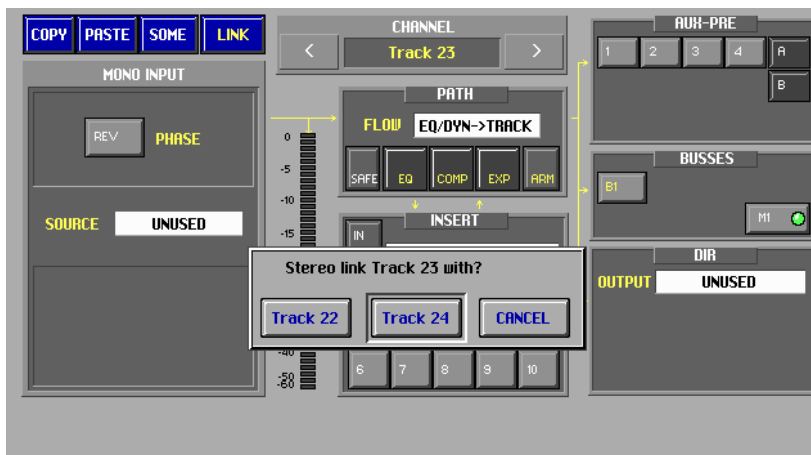 COPY PASTE SOME LINK
CHANNEL
< Track 23 >
AUX-PRE
1 2 3 4 A
B
MONO INPUT
REV PHASE
SOURCE UNUSED
0
-5
-10
-15
-40
-50
-60
PATH
FLOW EQ/DYN->TRACK
SAFE EQ COMP EXP ARM
INSERT
IN
BUSSES
B1
M1
DIR
OUTPUT UNUSED
Stereo link Track 23 with?
Track 22 Track 24 CANCEL
6 7 8 9 10